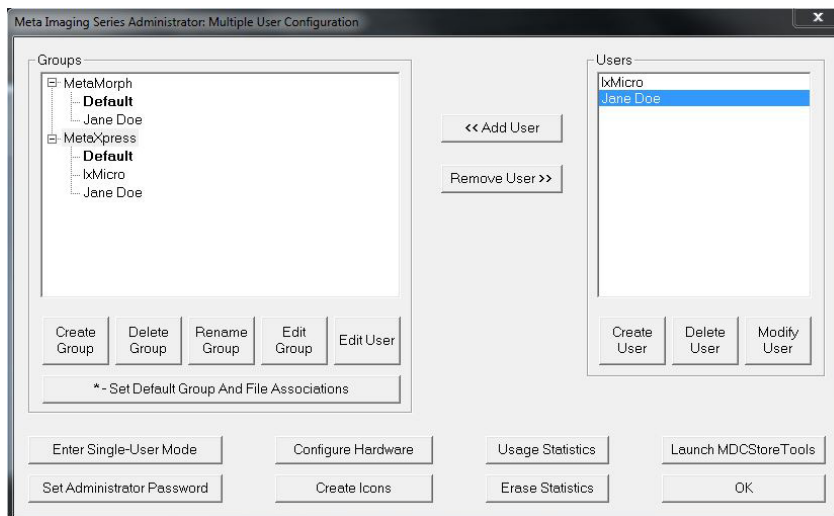 Meta Imaging Series Administrator: Multiple User Configuration
x
Groups
MetaMorph
Default
Jane Doe
MetaXpress
Default
IxMicro
Jane Doe
Create Group
Delete Group
Rename Group
Edit Group
Edit User
* - Set Default Group And File Associations
<< Add User
Remove User >>
Users
IxMicro
Jane Doe
Create User
Delete User
Modify User
Enter Single-User Mode
Configure Hardware
Usage Statistics
Launch MDCStoreTools
Set Administrator Password
Create Icons
Erase Statistics
OK